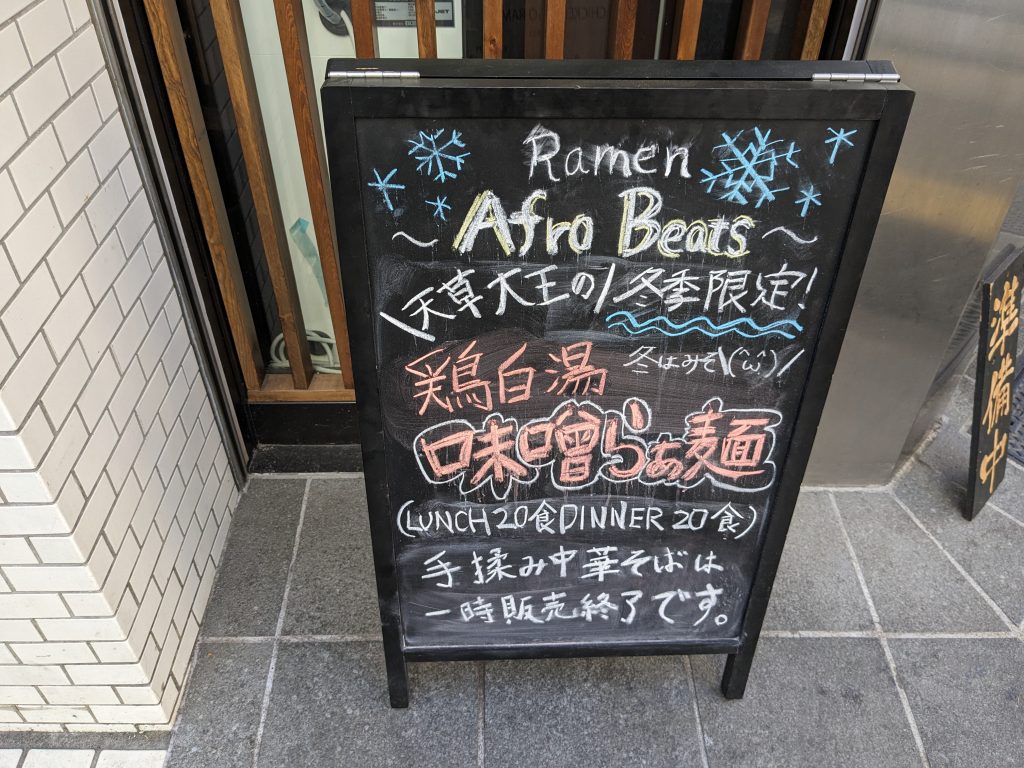 Ramen
～ Afro Beats ～
\天草大王の/ 冬季限定!
鶏白湯 冬はみそ\(^ω^)/
味噌らぁ麺
(LUNCH 20食 DINNER 20食)
手揉み中華そばは
一時販売終了です。
準備中